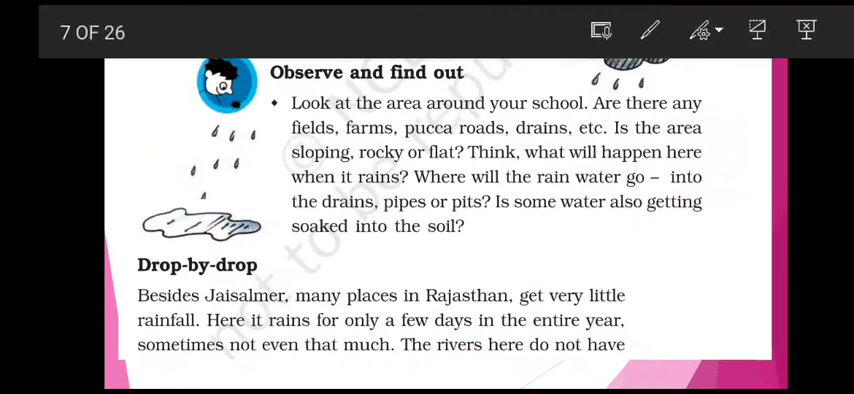 7 OF 26
Observe and find out
• Look at the area around your school. Are there any
fields, farms, pucca roads, drains, etc. Is the area
sloping, rocky or flat? Think, what will happen here
when it rains? Where will the rain water go – into
the drains, pipes or pits? Is some water also getting
soaked into the soil?
Drop-by-drop
Besides Jaisalmer, many places in Rajasthan, get very little
rainfall. Here it rains for only a few days in the entire year,
sometimes not even that much. The rivers here do not have
not to be repu